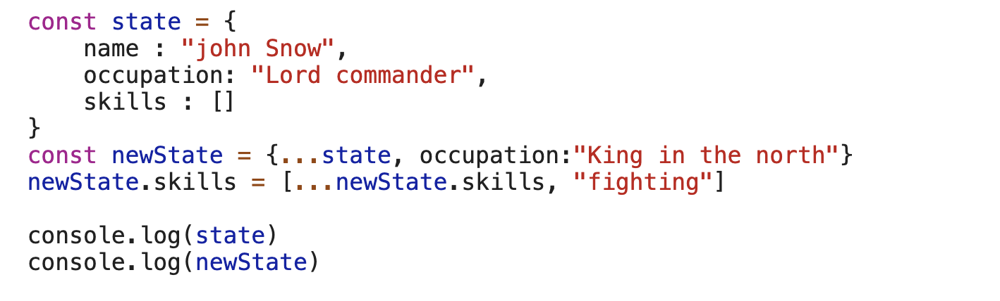 const state = {
    name : "john Snow",
    occupation: "Lord commander",
    skills : []
}
const newState = {...state, occupation:"King in the north"}
newState.skills = [...newState.skills, "fighting"]

console.log(state)
console.log(newState)